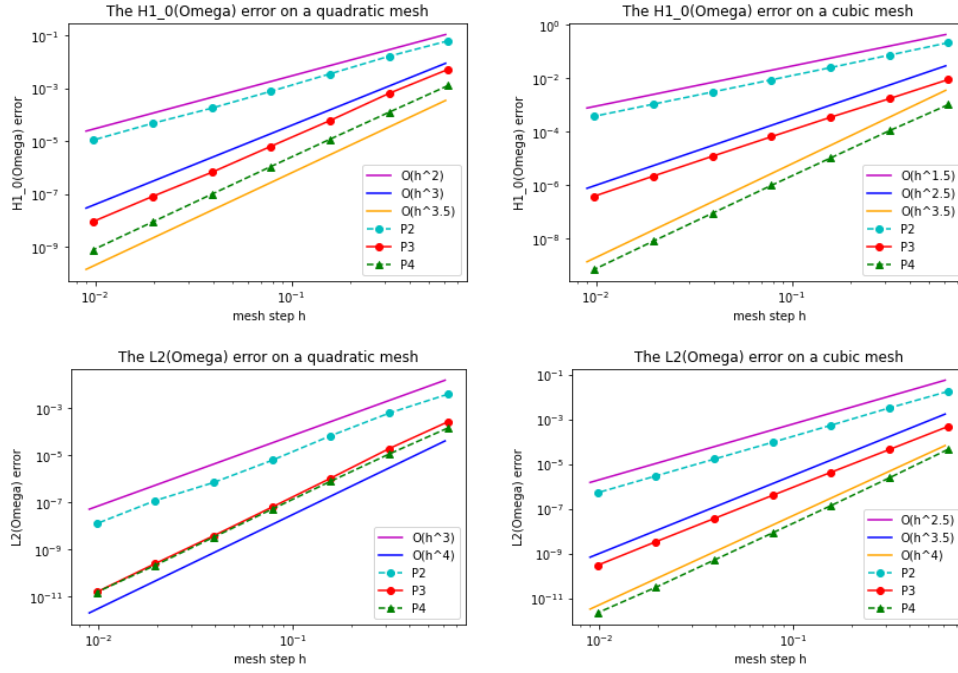 The H1_0(Omega) error on a quadratic mesh
H1_0(Omega) error
10^-1
10^-3
10^-5
10^-7
10^-9
O(h^2)
O(h^3)
O(h^3.5)
P2
P3
P4
10^-2
10^-1
mesh step h
The H1_0(Omega) error on a cubic mesh
H1_0(Omega) error
10^0
10^-2
10^-4
10^-6
10^-8
O(h^1.5)
O(h^2.5)
O(h^3.5)
P2
P3
P4
10^-2
10^-1
mesh step h
The L2(Omega) error on a quadratic mesh
L2(Omega) error
10^-3
10^-5
10^-7
10^-9
10^-11
O(h^3)
O(h^4)
P2
P3
P4
10^-2
10^-1
mesh step h
The L2(Omega) error on a cubic mesh
L2(Omega) error
10^-1
10^-3
10^-5
10^-7
10^-9
10^-11
O(h^2.5)
O(h^3.5)
O(h^4)
P2
P3
P4
10^-2
10^-1
mesh step h